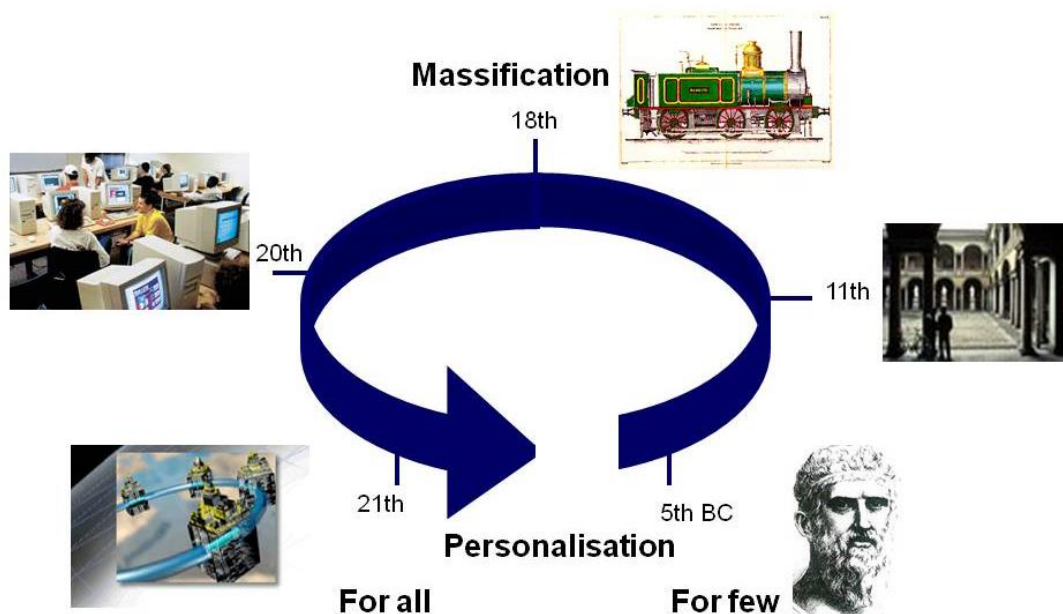 Massification
18th
20th
11th
21th
5th BC
Personalisation
For all
For few